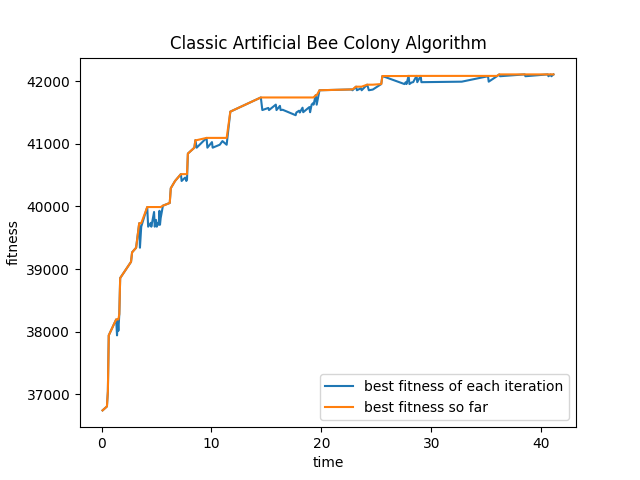 Classic Artificial Bee Colony Algorithm
42000
41000
40000
39000
38000
37000
fitness
0 10 20 30 40
time
best fitness of each iteration
best fitness so far